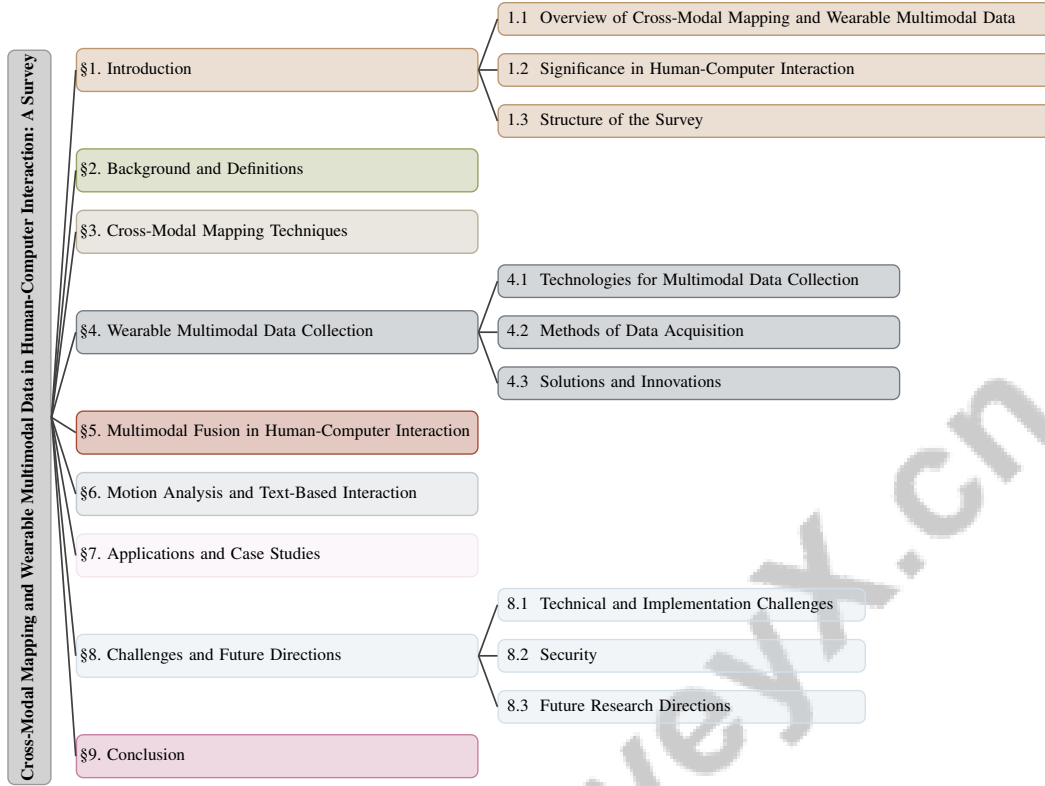 Cross-Modal Mapping and Wearable Multimodal Data in Human-Computer Interaction: A Survey
§1. Introduction
1.1 Overview of Cross-Modal Mapping and Wearable Multimodal Data
1.2 Significance in Human-Computer Interaction
1.3 Structure of the Survey
§2. Background and Definitions
§3. Cross-Modal Mapping Techniques
§4. Wearable Multimodal Data Collection
4.1 Technologies for Multimodal Data Collection
4.2 Methods of Data Acquisition
4.3 Solutions and Innovations
§5. Multimodal Fusion in Human-Computer Interaction
§6. Motion Analysis and Text-Based Interaction
§7. Applications and Case Studies
§8. Challenges and Future Directions
8.1 Technical and Implementation Challenges
8.2 Security
8.3 Future Research Directions
§9. Conclusion
veyx.cn